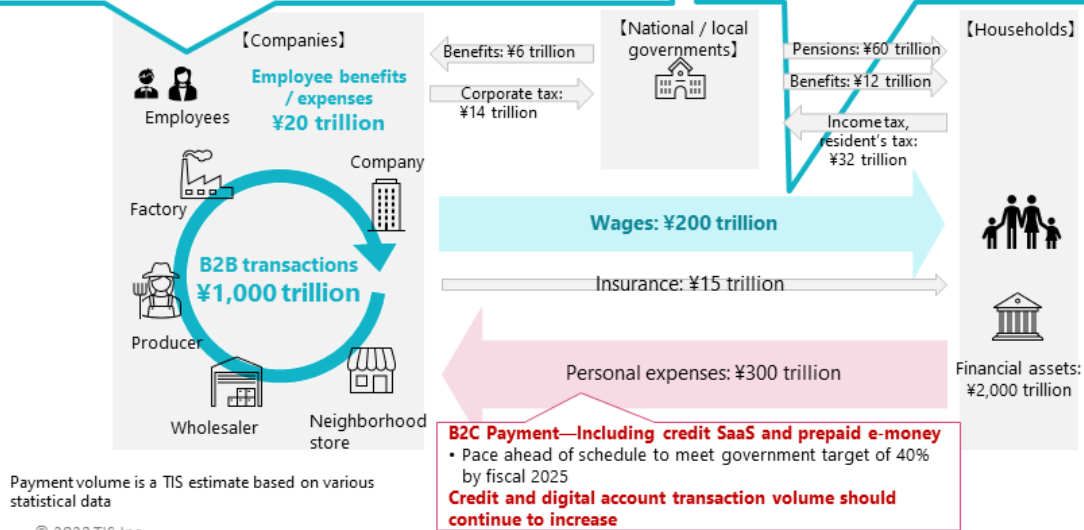 【Companies】
Employees
Employee benefits
/ expenses
¥20 trillion
Company
Factory
B2B transactions
¥1,000 trillion
Producer
Wholesaler
Neighborhood
store
Benefits: ¥6 trillion
Corporate tax:
¥14 trillion
【National / local
governments】
Pensions: ¥60 trillion
Benefits: ¥12 trillion
Income tax,
resident's tax:
¥32 trillion
【Households】
Wages: ¥200 trillion
Insurance: ¥15 trillion
Personal expenses: ¥300 trillion
Financial assets:
¥2,000 trillion
B2C Payment—Including credit SaaS and prepaid e-money
• Pace ahead of schedule to meet government target of 40%
by fiscal 2025
Credit and digital account transaction volume should
continue to increase
Payment volume is a TIS estimate based on various
statistical data